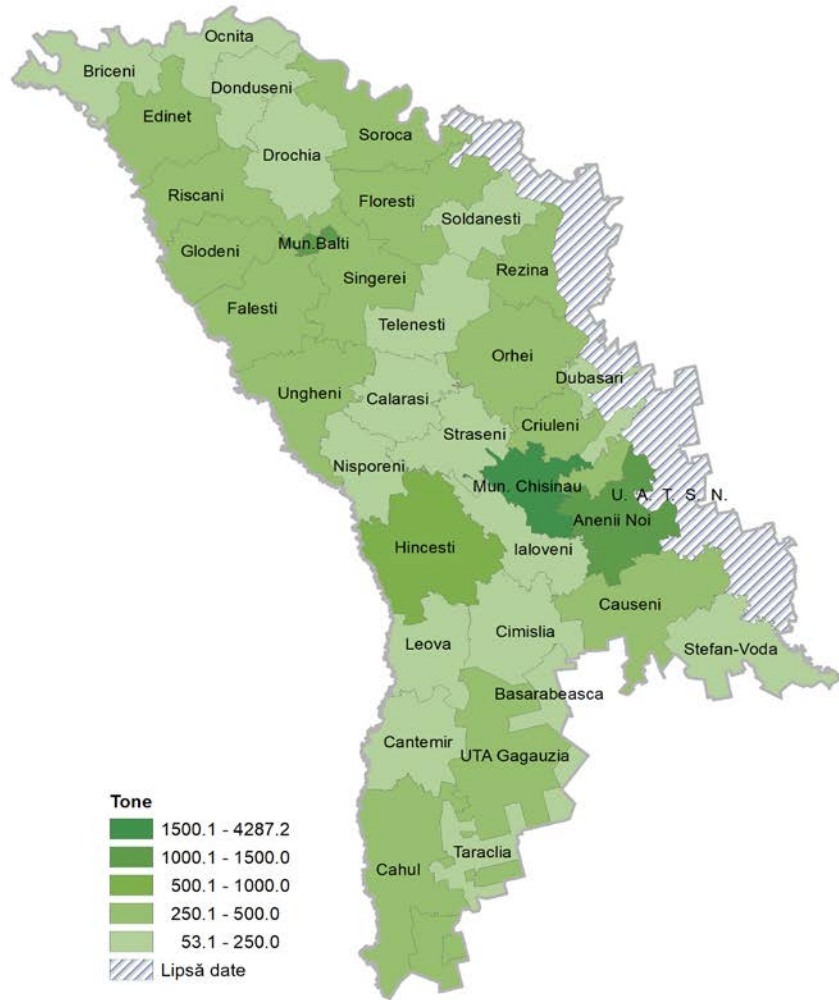 Ocnita
Briceni
Donduseni
Edinet
Soroca
Drochia
Riscani
Floresti
Soldanesti
Mun.Balti
Glodeni
Rezina
Singerei
Falesti
Telenesti
Orhei
Dubasari
Ungheni
Calarasi
Criuleni
Straseni
Nisporeni
Mun. Chisinau
U. A. T. S. N.
Anenii Noi
Hincesti
Ialoveni
Causeni
Cimislia
Leova
Stefan-Voda
Basarabeasca
Cantemir
UTA Gagauzia
Taraclia
Cahul
Tone
1500.1 - 4287.2
1000.1 - 1500.0
500.1 - 1000.0
250.1 - 500.0
53.1 - 250.0
Lipsă date